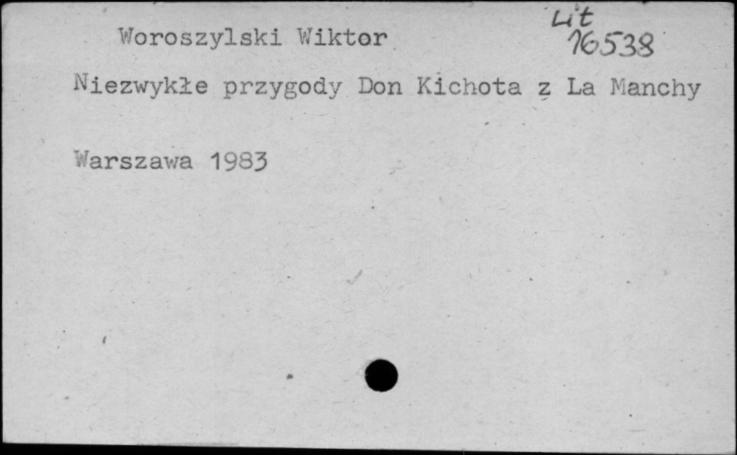 Lit
Woroszylski Wiktor 16538
Niezwykłe przygody Don Kichota z La Manchy
Warszawa 1983